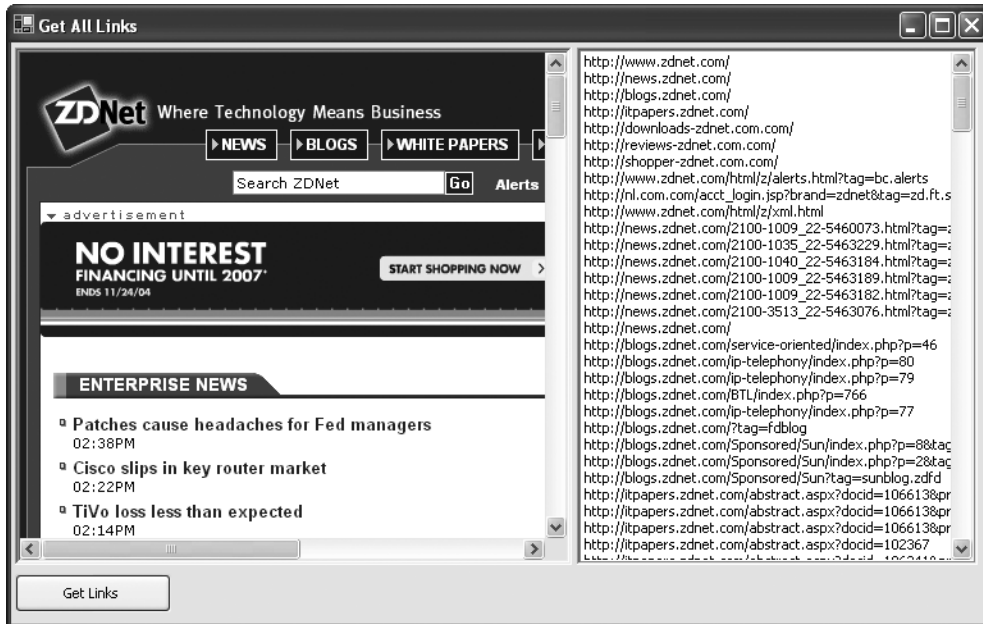 Get All Links
ZDNet Where Technology Means Business
NEWS BLOGS WHITE PAPERS
Search ZDNet Go Alerts
advertisement
NO INTEREST
FINANCING UNTIL 2007*
ENDS 11/24/04
START SHOPPING NOW
ENTERPRISE NEWS
Patches cause headaches for Fed managers
02:38PM
Cisco slips in key router market
02:22PM
TiVo loss less than expected
02:14PM
http://www.zdnet.com/
http://news.zdnet.com/
http://blogs.zdnet.com/
http://itpapers.zdnet.com/
http://downloads-zdnet.com.com/
http://reviews-zdnet.com.com/
http://shopper-zdnet.com.com/
http://www.zdnet.com/html/z/alerts.html?tag=bc.alerts
http://nl.com.com/acct_login.jsp?brand=zdnet&tag=zd.ft.s
http://www.zdnet.com/html/z/xml.html
http://news.zdnet.com/2100-1009_22-5460073.html?tag=z
http://news.zdnet.com/2100-1035_22-5463229.html?tag=z
http://news.zdnet.com/2100-1040_22-5463184.html?tag=z
http://news.zdnet.com/2100-1009_22-5463189.html?tag=z
http://news.zdnet.com/2100-1009_22-5463182.html?tag=z
http://news.zdnet.com/2100-3513_22-5463076.html?tag=z
http://news.zdnet.com/
http://blogs.zdnet.com/service-oriented/index.php?p=46
http://blogs.zdnet.com/ip-telephony/index.php?p=80
http://blogs.zdnet.com/ip-telephony/index.php?p=79
http://blogs.zdnet.com/BTL/index.php?p=766
http://blogs.zdnet.com/ip-telephony/index.php?p=77
http://blogs.zdnet.com/?tag=fdblog
http://blogs.zdnet.com/Sponsored/Sun/index.php?p=8&tag
http://blogs.zdnet.com/Sponsored/Sun/index.php?p=2&tag
http://blogs.zdnet.com/Sponsored/Sun?tag=sunblog.zdfd
http://itpapers.zdnet.com/abstract.aspx?docid=106613&pr
http://itpapers.zdnet.com/abstract.aspx?docid=106613&pr
http://itpapers.zdnet.com/abstract.aspx?docid=106613&pr
http://itpapers.zdnet.com/abstract.aspx?docid=102367
Get Links